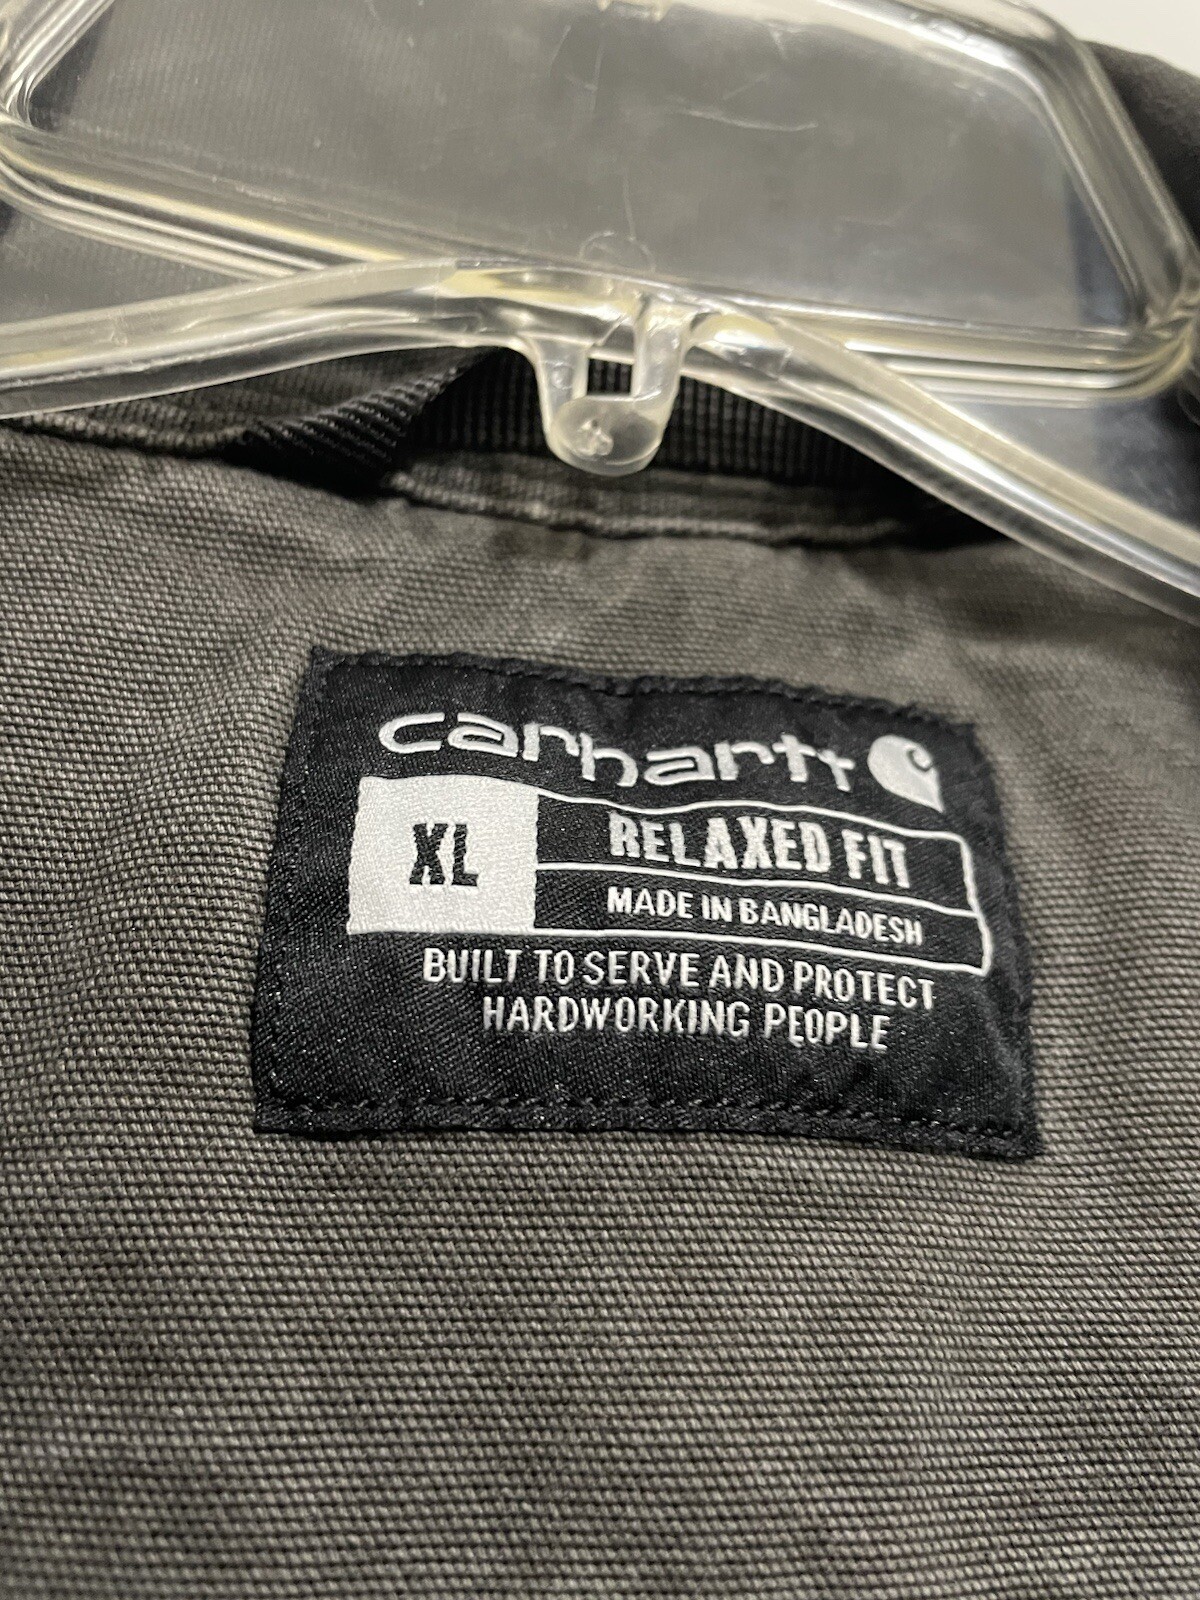 carhartt
XL
RELAXED FIT
MADE IN BANGLADESH
BUILT TO SERVE AND PROTECT
HARDWORKING PEOPLE